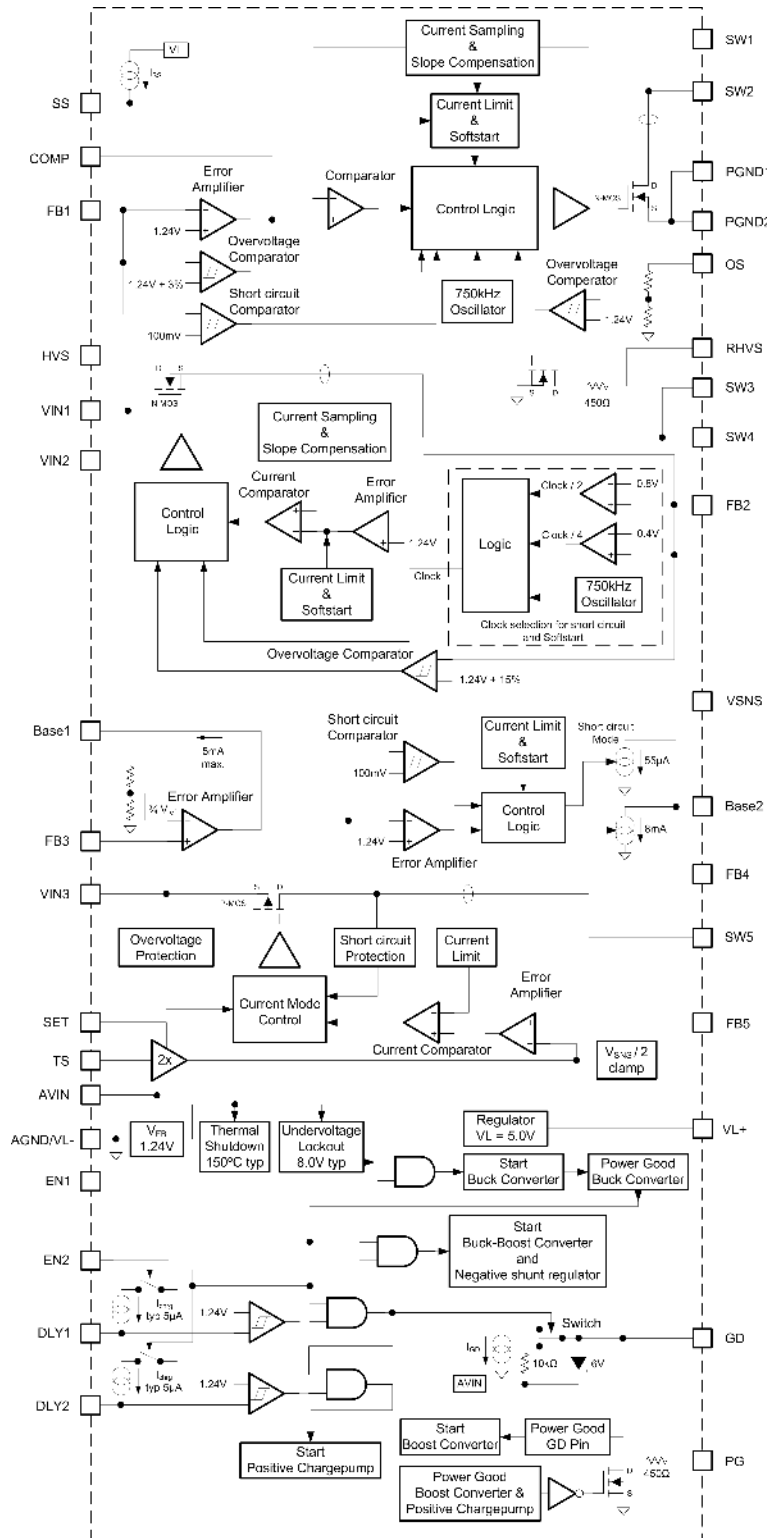 Current Sampling
&
Slope Compensation
SW1
SS
SW2
Current Limit
&
Softstart
COMP
Error
Amplifier
Comparator
PGND1
FB1
Control Logic
N-MOS
D
S
1.24V
PGND2
Overvoltage
Comparator
OS
1.24V + 3%
Short circuit
Comparator
750kHz
Oscillator
Overvoltage
Comperator
1.24V
100mV
HVS
RHVS
D S
N-MOS
S D
450Ω
SW3
VIN1
Current Sampling
&
Slope Compensation
SW4
VIN2
Current
Comparator
Error
Amplifier
Clock / 2
0.8V
FB2
Control
Logic
1.24V
Logic
Clock / 4
0.4V
Current Limit
&
Softstart
Clock
750kHz
Oscillator
Clock selection for short circuit
and Softstart
Overvoltage Comparator
1.24V + 15%
VSNS
Base1
5mA
max.
Short circuit
Comparator
Current Limit
&
Softstart
Short circuit
Mode
55µA
100mV
Error Amplifier
Control
Logic
Base2
8mA
FB3
1.24V
Error Amplifier
FB4
VIN3
S D
P-MOS
Overvoltage
Protection
Short circuit
Protection
Current
Limit
SW5
Error
Amplifier
Current Mode
Control
SET
FB5
TS
2x
Current Comparator
VSNS / 2
clamp
AVIN
AGND/VL-
VFB
1.24V
Thermal
Shutdown
150ºC typ
Undervoltage
Lockout
8.0V typ
Regulator
VL = 5.0V
VL+
EN1
Start
Buck Converter
Power Good
Buck Converter
EN2
Start
Buck-Boost Converter
and
Negative shunt regulator
typ 5µA
1.24V
DLY1
Switch
GD
IGD
10kΩ
6V
AVIN
typ 5µA
1.24V
DLY2
Start
Positive Chargepump
Start
Boost Converter
Power Good
GD Pin
PG
Power Good
Boost Converter &
Positive Chargepump
D
S
450Ω